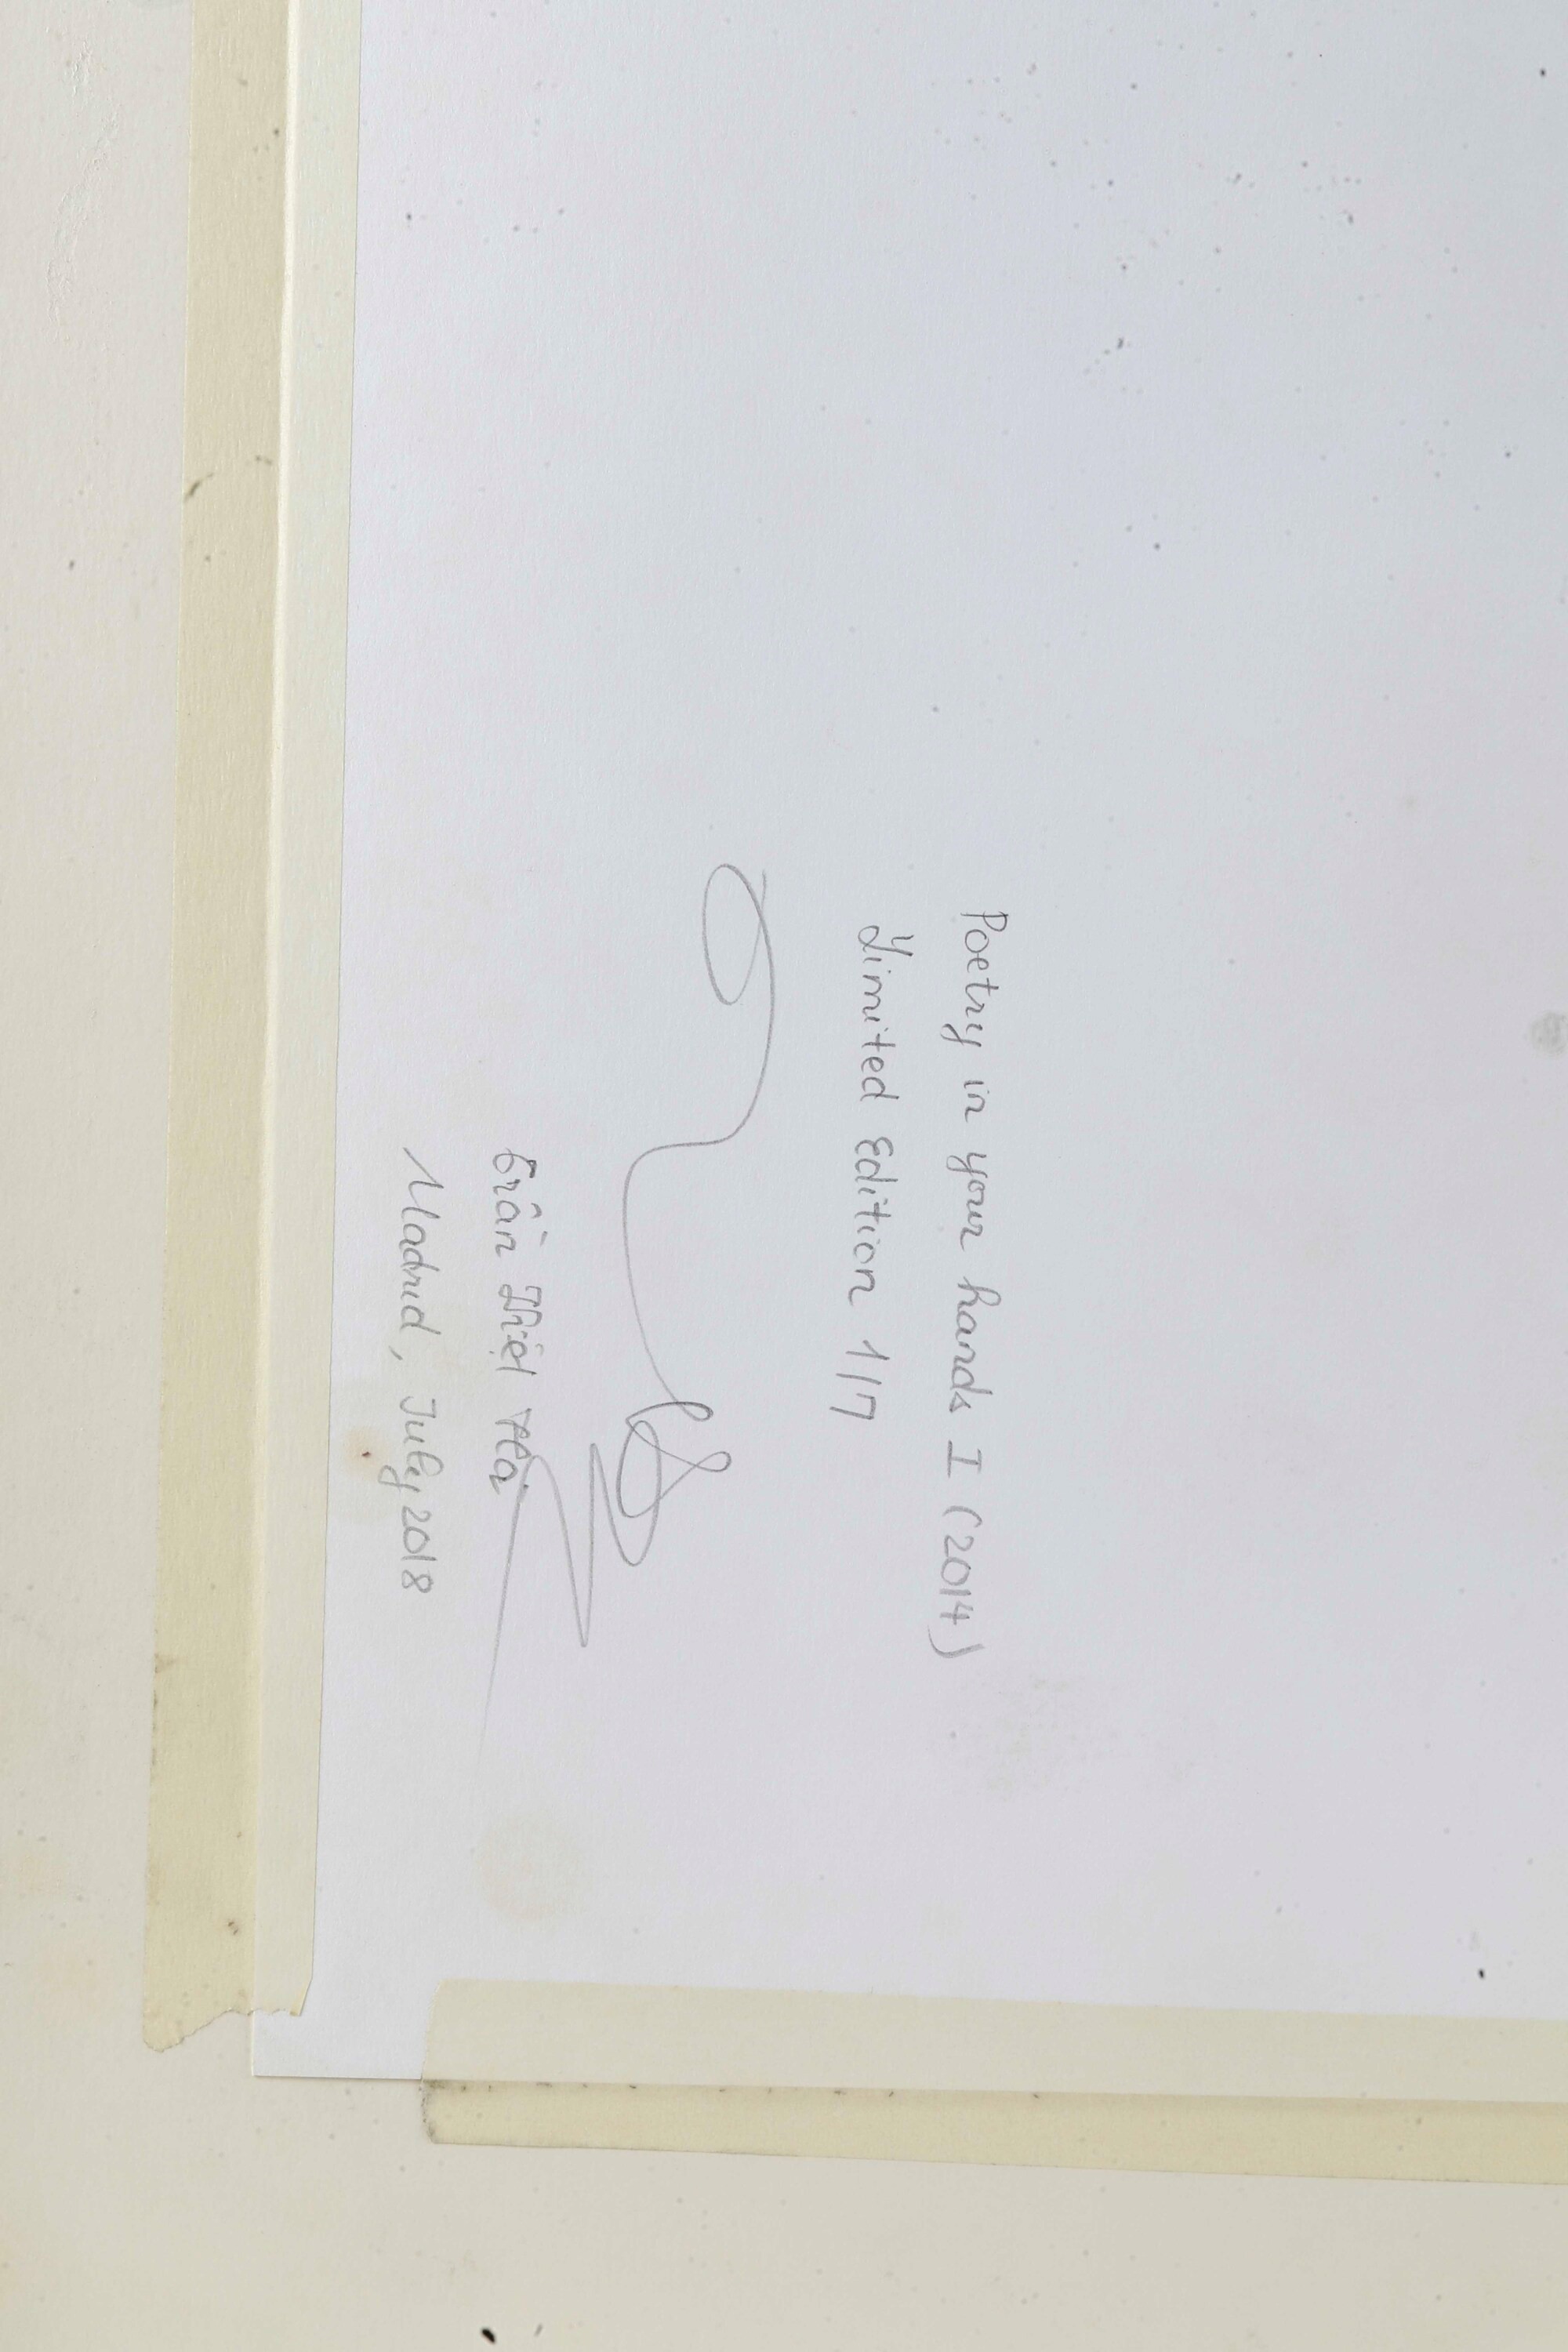 Poetry in your hands I (2014)
Limited Edition 1/7
Trần Việt Hà
Madrid, July 2018